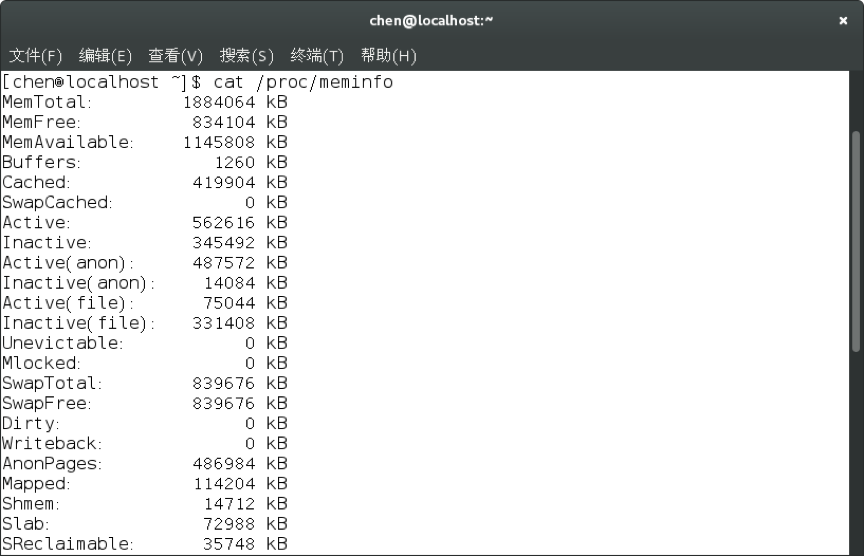 chen@localhost:~
文件(F) 编辑(E) 查看(V) 搜索(S) 终端(T) 帮助(H)
[chen@localhost ~]$ cat /proc/meminfo
MemTotal: 1884064 kB
MemFree: 834104 kB
MemAvailable: 1145808 kB
Buffers: 1260 kB
Cached: 419904 kB
SwapCached: 0 kB
Active: 562616 kB
Inactive: 345492 kB
Active(anon): 487572 kB
Inactive(anon): 14084 kB
Active(file): 75044 kB
Inactive(file): 331408 kB
Unevictable: 0 kB
Mlocked: 0 kB
SwapTotal: 839676 kB
SwapFree: 839676 kB
Dirty: 0 kB
Writeback: 0 kB
AnonPages: 486984 kB
Mapped: 114204 kB
Shmem: 14712 kB
Slab: 72988 kB
SReclaimable: 35748 kB